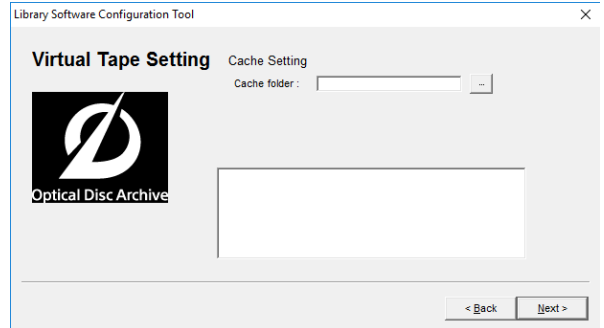 Library Software Configuration Tool
Virtual Tape Setting
Cache Setting
Cache folder :
...
Optical Disc Archive
< Back
Next >